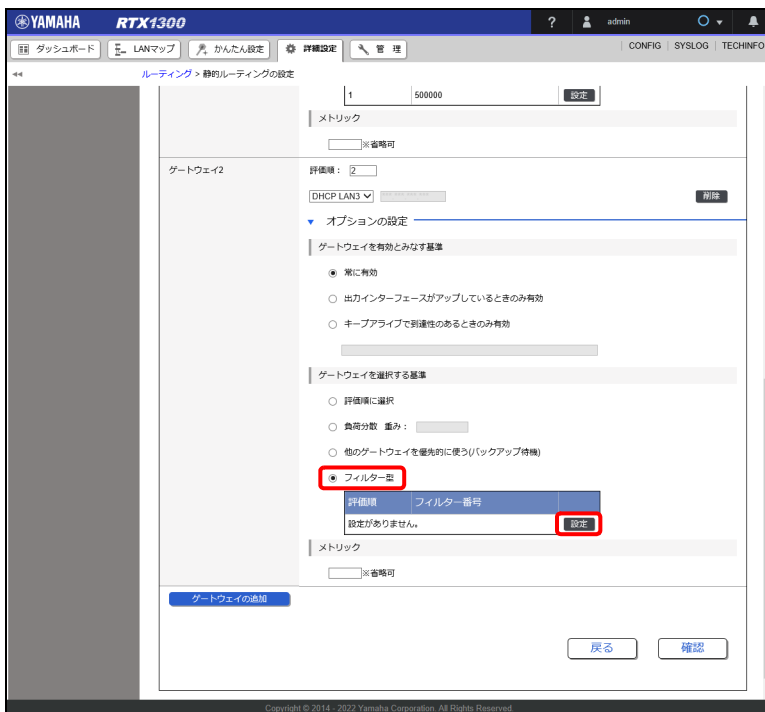 YAMAHA RTX1300 ? admin
ダッシュボード LANマップ かんたん設定 詳細設定 管 理 CONFIG SYSLOG TECHINFO
ルーティング > 静的ルーティングの設定
1 500000 設定
メトリック
※省略可
ゲートウェイ2 評価順： 2
DHCP LAN3 削除
オプションの設定
ゲートウェイを有効とみなす基準
常に有効
出力インターフェースがアップしているときのみ有効
キープアライブで到達性のあるときのみ有効
ゲートウェイを選択する基準
評価順に選択
負荷分散 重み：
他のゲートウェイを優先的に使う(バックアップ待機)
フィルター型
評価順 フィルター番号
設定がありません。 設定
メトリック
※省略可
ゲートウェイの追加
戻る 確認
Copyright © 2014 - 2022 Yamaha Corporation. All Rights Reserved.